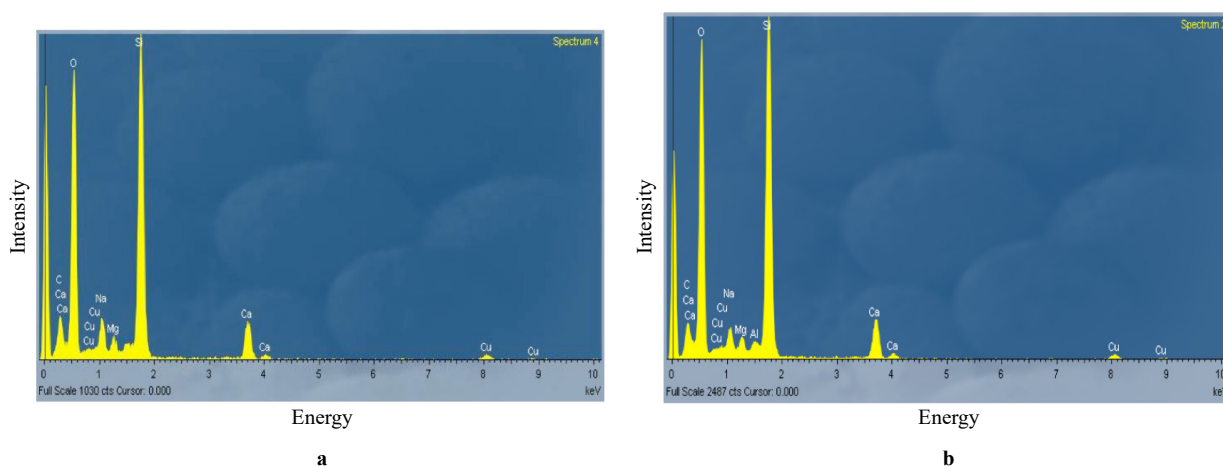 Intensity
Spectrum 4
Si
O
C
Ca
Ca
Na
Cu
Cu
Cu
Mg
Ca
Ca
Cu
Cu
0 1 2 3 4 5 6 7 8 9 10
Full Scale 1030 cts Cursor: 0.000 keV
Energy
a
Intensity
Spectrum
Si
O
C
Ca
Ca
Na
Cu
Cu
Cu
Mg
Al
Ca
Ca
Cu
Cu
0 1 2 3 4 5 6 7 8 9 10
Full Scale 2487 cts Cursor: 0.000 ke
Energy
b